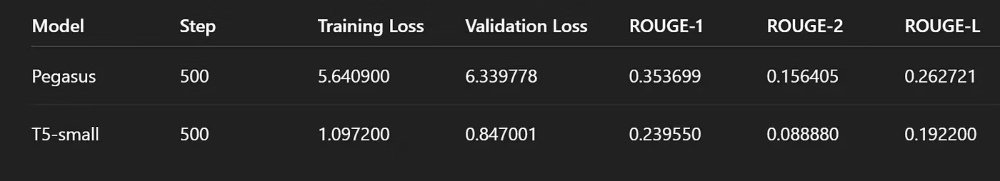 Model Step Training Loss Validation Loss ROUGE-1 ROUGE-2 ROUGE-L
Pegasus 500 5.640900 6.339778 0.353699 0.156405 0.262721
T5-small 500 1.097200 0.847001 0.239550 0.088880 0.192200